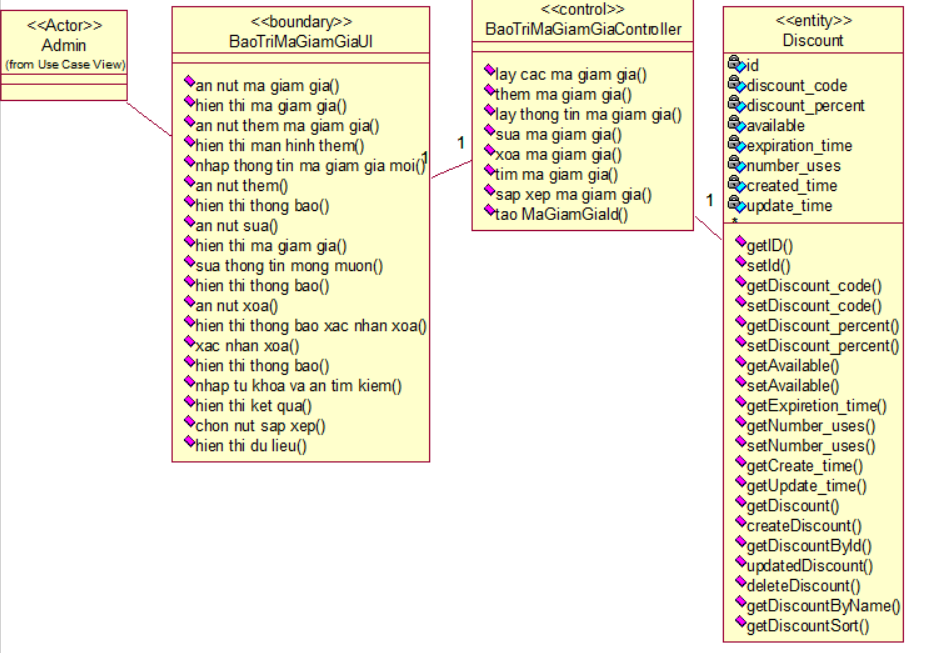 <<Actor>>
Admin
(from Use Case View)
<<boundary>>
BaoTriMaGiamGiaUI
an nut ma giam gia()
hien thi ma giam gia()
an nut them ma giam gia()
hien thi man hinh them()
nhap thong tin ma giam gia moi()
an nut them()
hien thi thong bao()
an nut sua()
hien thi ma giam gia()
sua thong tin mong muon()
hien thi thong bao()
an nut xoa()
hien thi thong bao xac nhan xoa()
xac nhan xoa()
hien thi thong bao()
nhap tu khoa va an tim kiem()
hien thi ket qua()
chon nut sap xep()
hien thi du lieu()
1
1
<<control>>
BaoTriMaGiamGiaController
lay cac ma giam gia()
them ma giam gia()
lay thong tin ma giam gia()
sua ma giam gia()
xoa ma giam gia()
tim ma giam gia()
sap xep ma giam gia()
tao MaGiamGiaId()
1
*
<<entity>>
Discount
id
discount_code
discount_percent
available
expiration_time
number_uses
created_time
update_time
getID()
setId()
getDiscount_code()
setDiscount_code()
getDiscount_percent()
setDiscount_percent()
getAvailable()
setAvailable()
getExpiretion_time()
getNumber_uses()
setNumber_uses()
getCreate_time()
getUpdate_time()
getDiscount()
createDiscount()
getDiscountById()
updatedDiscount()
deleteDiscount()
getDiscountByName()
getDiscountSort()